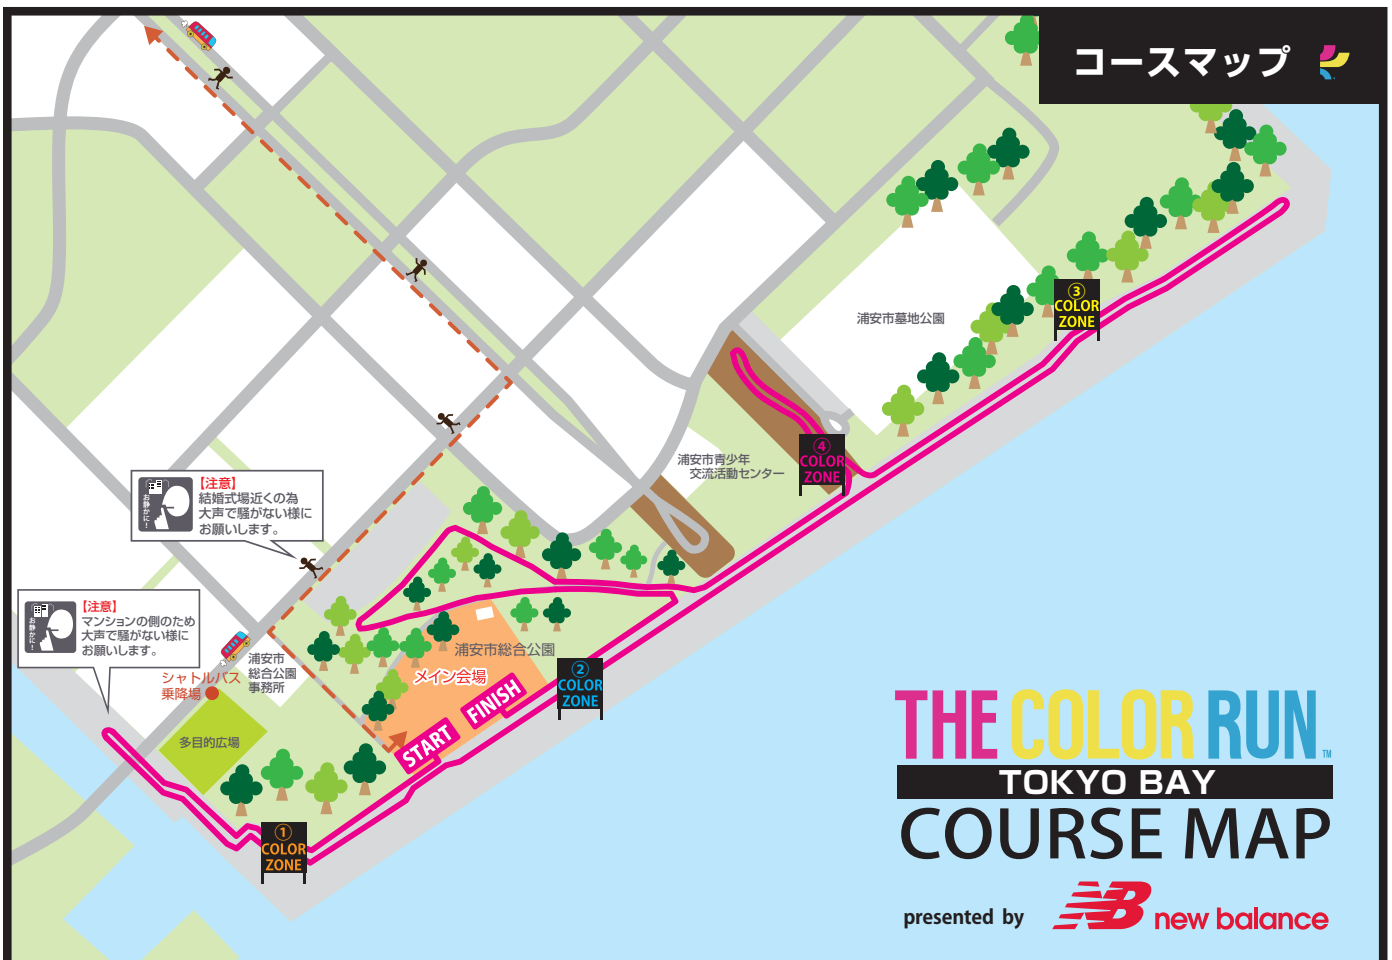 コースマップ
③
COLOR
ZONE
浦安市墓地公園
④
COLOR
ZONE
浦安市青少年
交流活動センター
【注意】
結婚式場近くの為
大声で騒がない様に
お願いします。
お静かに!
【注意】
マンションの側のため
大声で騒がない様に
お願いします。
お静かに!
シャトルバス
乗降場
浦安市
総合公園
事務所
多目的広場
浦安市総合公園
メイン会場
START
FINISH
②
COLOR
ZONE
①
COLOR
ZONE
THE COLOR RUN™
TOKYO BAY
COURSE MAP
presented by
NB new balance